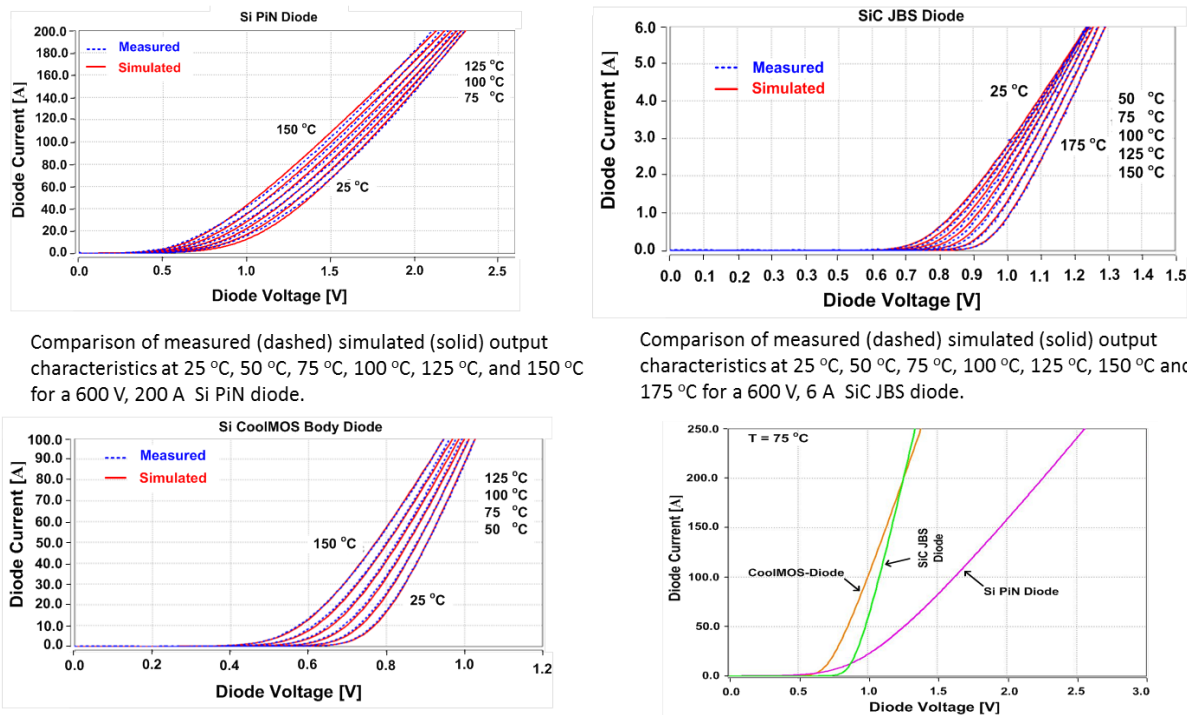 Si PiN Diode
200.0
180.0
160.0
140.0
120.0
100.0
80.0
60.0
40.0
20.0
0.0
Measured
Simulated
125 °C
100 °C
75 °C
150 °C
25 °C
0.0 0.5 1.0 1.5 2.0 2.5
Diode Current [A]
Diode Voltage [V]
Comparison of measured (dashed) simulated (solid) output
characteristics at 25 °C, 50 °C, 75 °C, 100 °C, 125 °C, and 150 °C
for a 600 V, 200 A Si PiN diode.
SiC JBS Diode
6.0
5.0
4.0
3.0
2.0
1.0
0.0
Measured
Simulated
25 °C
50 °C
75 °C
100 °C
125 °C
150 °C
175 °C
0.0 0.1 0.2 0.3 0.3 0.5 0.6 0.7 0.8 0.9 1.0 1.1 1.2 1.3 1.4 1.5
Diode Current [A]
Diode Voltage [V]
Comparison of measured (dashed) simulated (solid) output
characteristics at 25 °C, 50 °C, 75 °C, 100 °C, 125 °C, 150 °C and
175 °C for a 600 V, 6 A SiC JBS diode.
Si CoolMOS Body Diode
100.0
90.0
80.0
70.0
60.0
50.0
40.0
30.0
20.0
10.0
0.0
Measured
Simulated
125 °C
100 °C
75 °C
50 °C
150 °C
25 °C
0.0 0.2 0.4 0.6 0.8 1.0 1.2
Diode Current [A]
Diode Voltage [V]
250.0
200.0
150.0
100.0
50.0
0.0
T = 75 °C
CoolMOS-Diode
SiC JBS
Diode
Si PiN Diode
0.0 0.5 1.0 1.5 2.0 2.5 3.0
Diode Current [A]
Diode Voltage [V]